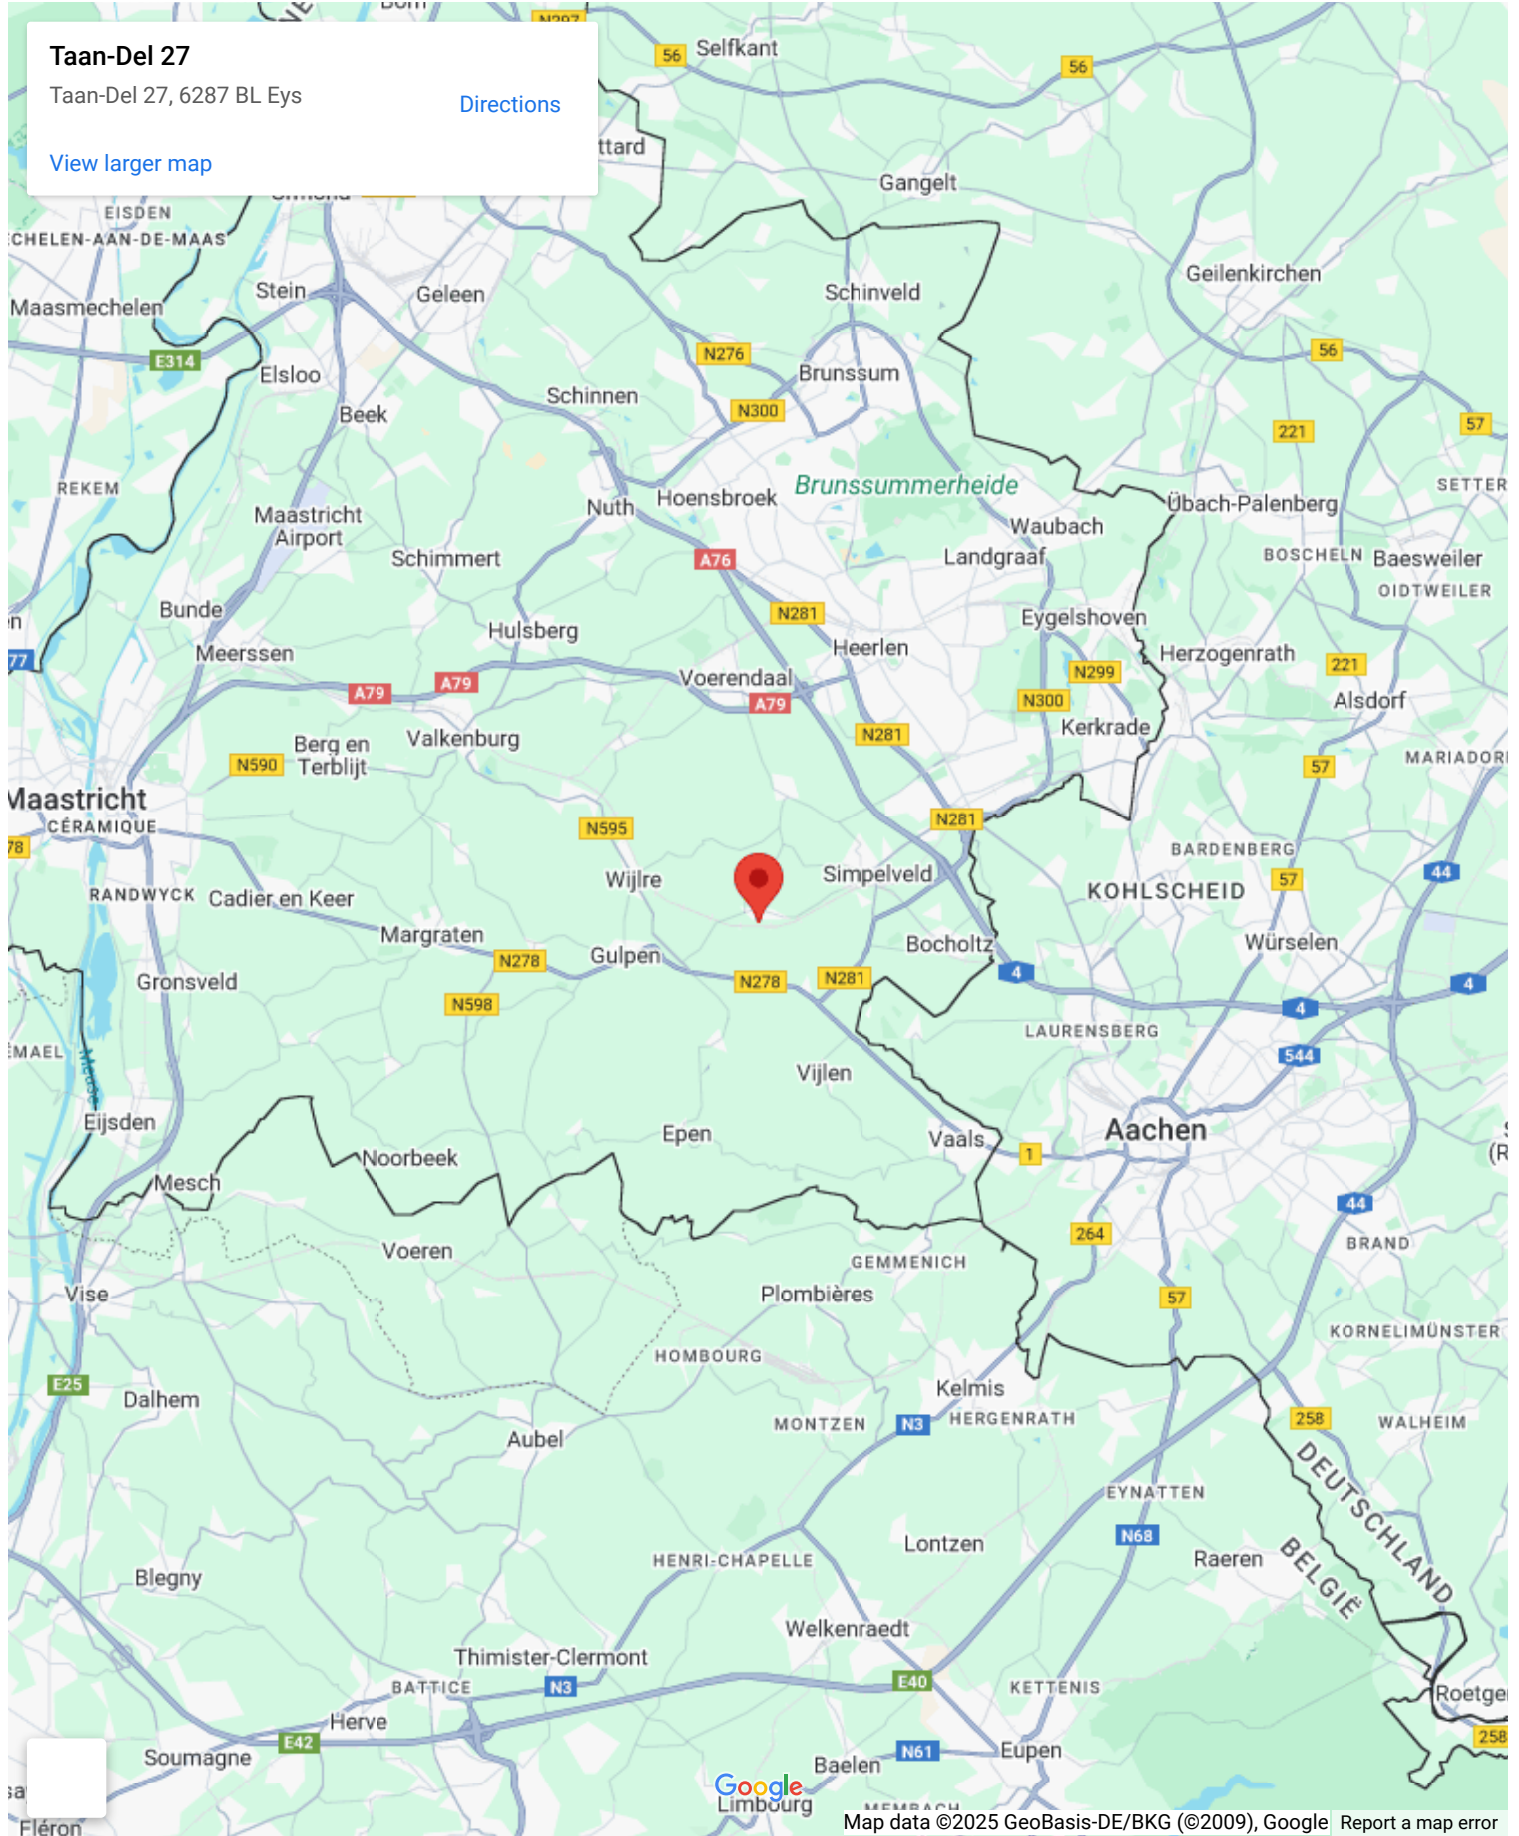 Taan-Del 27
Taan-Del 27, 6287 BL Eys
Directions
View larger map
N297
56
Selfkant
56
Gangelt
EISDEN
Maasmechelen
Stein
Geleen
Schinveld
Geilenkirchen
E314
Elsloo
N276
Brunssum
56
Schinnen
Beek
N300
221
57
REKEM
Nuth
Hoensbroek
Brunssummerheide
Übach-Palenberg
Maastricht
Airport
Waubach
Schimmert
A76
Landgraaf
BOSCHELN
Baesweiler
OIDTWEILER
Bunde
N281
Eygelshoven
Hulsberg
Heerlen
Meerssen
Herzogenrath
77
A79
A79
Voerendaal
N299
221
A79
N300
Alsdorf
Kerkrade
Berg en
Terblijt
Valkenburg
N281
N590
57
Maastricht
CÉRAMIQUE
N595
N281
78
BARDENBERG
Wijlre
Simpelveld
44
57
KOHLSCHEID
RANDWYCK
Cadier en Keer
Margraten
Bocholtz
Würselen
Gulpen
N278
4
Gronsveld
N278
N281
4
N598
4
LAURENSBERG
544
Meuse
Vijlen
Eijsden
Epen
Vaals
Aachen
Noorbeek
1
Mesch
44
Voeren
264
BRAND
GEMMENICH
Vise
Plombières
57
HOMBOURG
KORNELIMÜNSTER
E25
Dalhem
Kelmis
MONTZEN
N3
HERGENRATH
258
WALHEIM
Aubel
DEUTSCHLAND
BELGIË
EYNATTEN
N68
Lontzen
HENRI-CHAPELLE
Raeren
Blegny
Welkenraedt
Thimister-Clermont
E40
BATTICE
N3
KETTENIS
Herve
E42
258
Soumagne
N61
Eupen
Baelen
Google
Limbourg
Fléron
Map data ©2025 GeoBasis-DE/BKG (©2009), Google
Report a map error